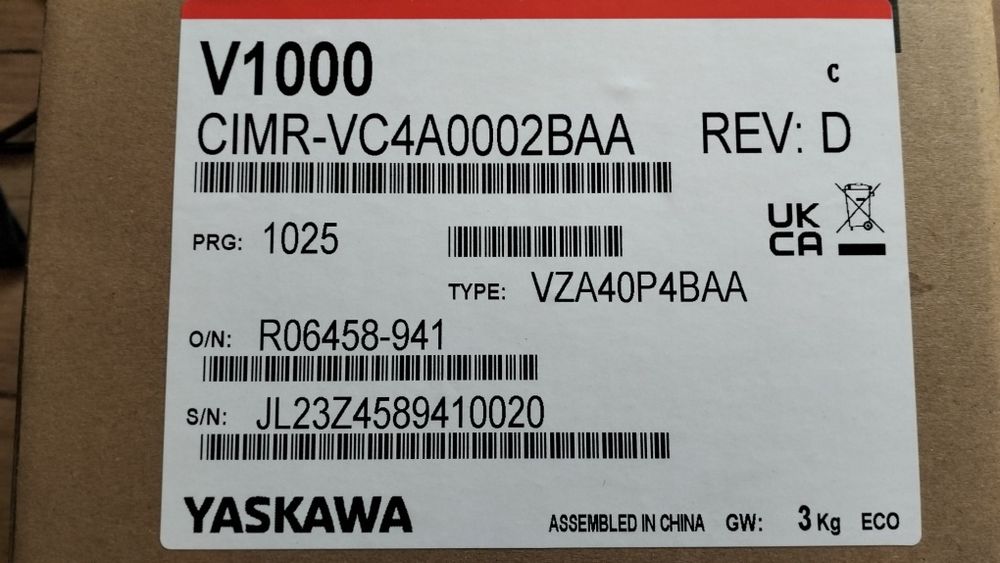 V1000
C
CIMR-VC4A0002BAA REV: D
UK
CA
PRG: 1025
TYPE: VZA40P4BAA
O/N: R06458-941
S/N: JL23Z4589410020
YASKAWA
ASSEMBLED IN CHINA GW: 3 Kg ECO